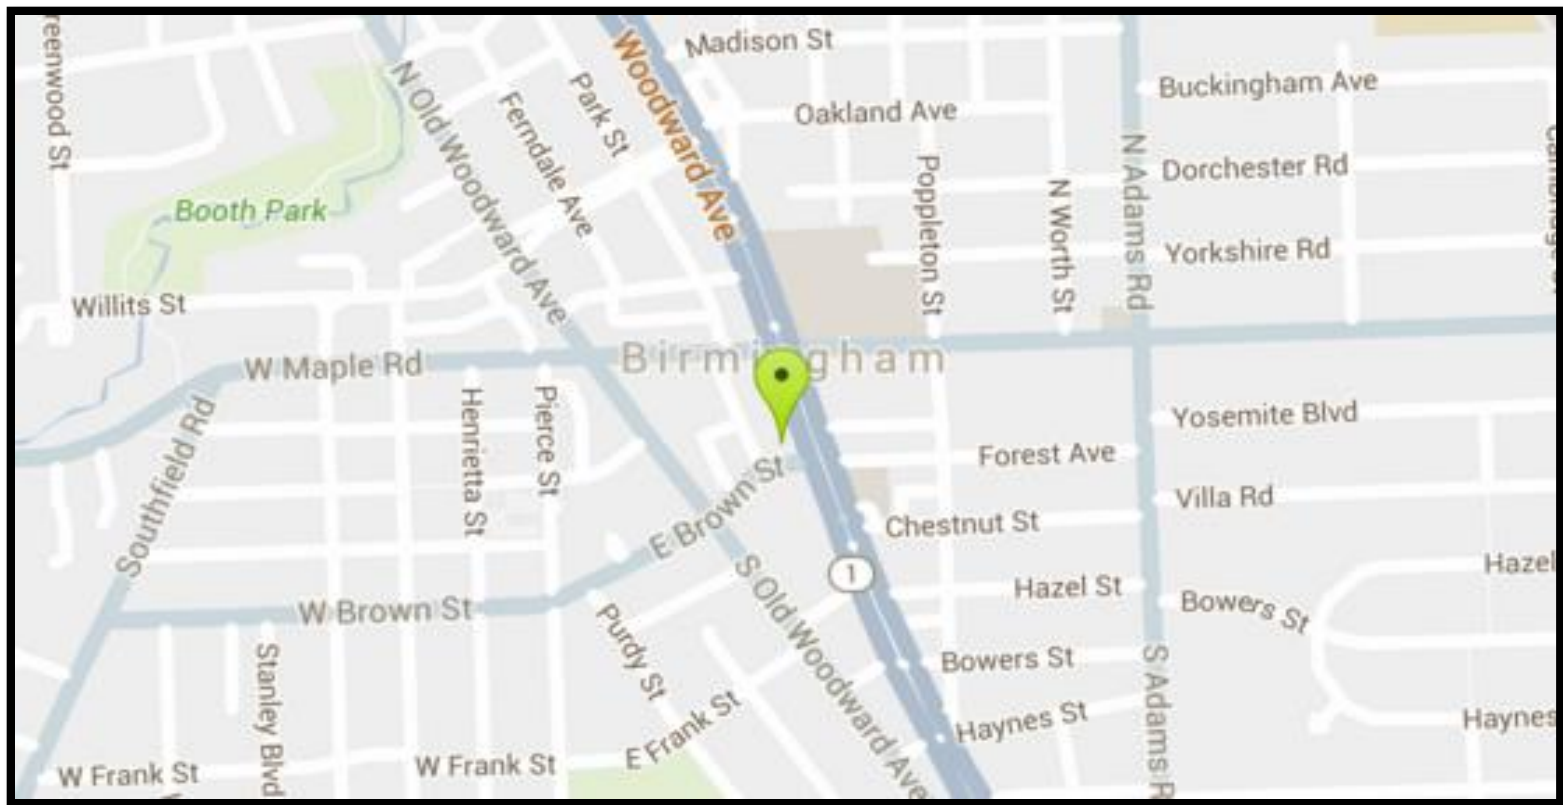 reenwood St
Madison St
Woodward Ave
Park St
N Old Woodward Ave
Ferndale Ave
Buckingham Ave
Oakland Ave
N Adams Rd
Dorchester Rd
Poppleton St
N Worth St
Booth Park
Yorkshire Rd
Willits St
W Maple Rd
Birmingham
Southfield Rd
Henrietta St
Pierce St
Yosemite Blvd
Forest Ave
E Brown St
Villa Rd
Chestnut St
S Old Woodward Ave
1
Hazel
Hazel St
Bowers St
W Brown St
Purdy St
Stanley Blvd
Bowers St
S Adams R
E Frank St
Haynes St
Haynes
W Frank St
W Frank St